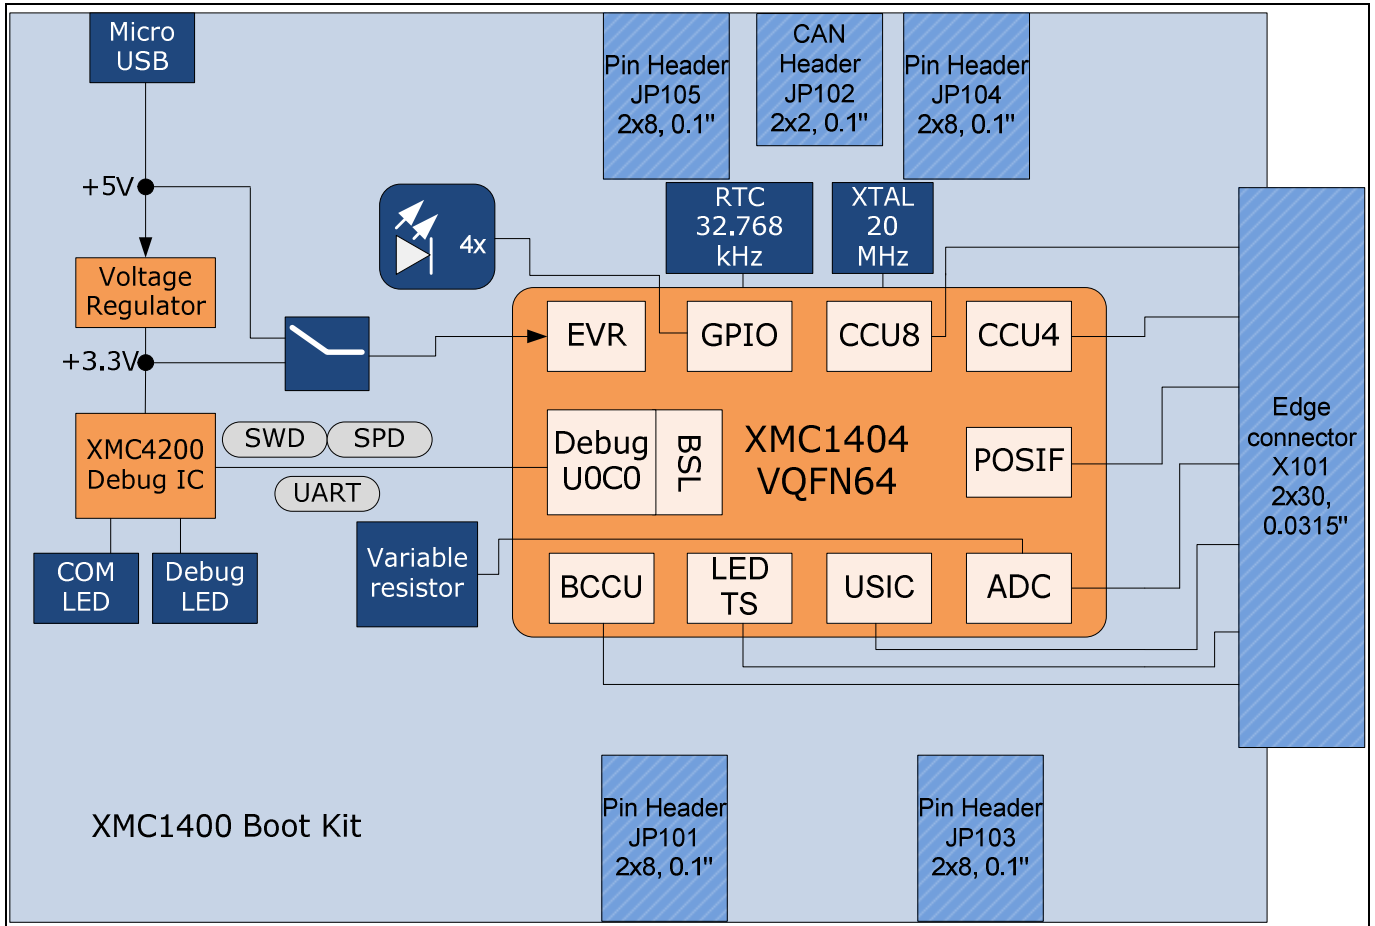 Micro
USB
Pin Header
JP105
2x8, 0.1"
CAN
Header
JP102
2x2, 0.1"
Pin Header
JP104
2x8, 0.1"
+5V
4x
RTC
32.768
kHz
XTAL
20
MHz
Voltage
Regulator
+3.3V
EVR
GPIO
CCU8
CCU4
XMC4200
Debug IC
SWD
SPD
UART
Debug
U0C0
BSL
XMC1404
VQFN64
POSIF
Edge
connector
X101
2x30,
0.0315"
COM
LED
Debug
LED
Variable
resistor
BCCU
LED
TS
USIC
ADC
XMC1400 Boot Kit
Pin Header
JP101
2x8, 0.1"
Pin Header
JP103
2x8, 0.1"